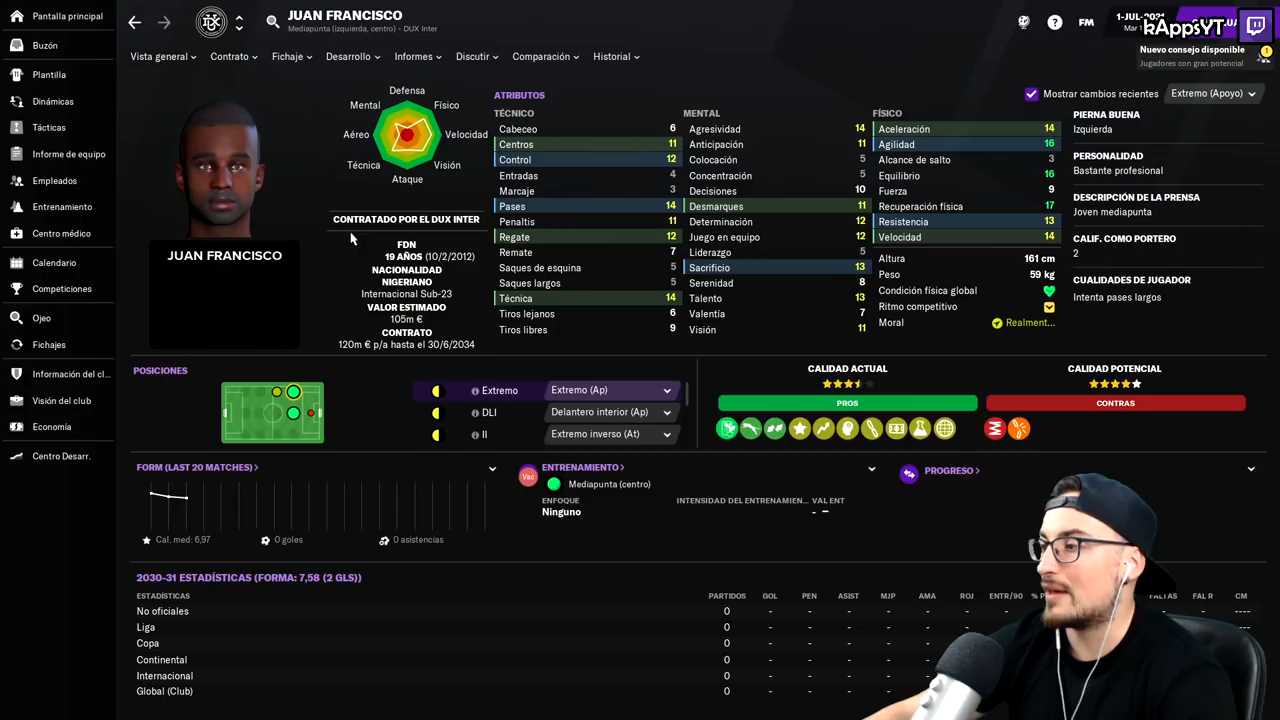 Pantalla principal
Buzón
Plantilla
Dinámicas
Tácticas
Informe de equipo
Empleados
Entrenamiento
Centro médico
Calendario
Competiciones
Ojeo
Fichajes
Información del cl...
Visión del club
Economía
Centro Desarr.
JUAN FRANCISCO
Mediapunta (izquierda, centro) - DUX Inter
FM
kAppsYT
Nuevo consejo disponible
Jugadores con gran potencial
1
Vista general
Contrato
Fichaje
Desarrollo
Informes
Discutir
Comparación
Historial
Mostrar cambios recientes
Extremo (Apoyo)
JUAN FRANCISCO
Defensa
Físico
Velocidad
Visión
Ataque
Técnica
Aéreo
Mental
CONTRATADO POR EL DUX INTER
FDN
19 AÑOS (10/2/2012)
NACIONALIDAD
NIGERIANO
Internacional Sub-23
VALOR ESTIMADO
105m €
CONTRATO
120m € p/a hasta el 30/6/2034
ATRIBUTOS
TÉCNICO
Cabeceo 6
Centros 11
Control 12
Entradas 4
Marcaje 3
Pases 14
Penaltis 11
Regate 12
Remate 7
Saques de esquina 5
Saques largos 5
Técnica 14
Tiros lejanos 6
Tiros libres 9
MENTAL
Agresividad 14
Anticipación 11
Colocación 5
Concentración 5
Decisiones 10
Desmarques 11
Determinación 12
Juego en equipo 12
Liderazgo 5
Sacrificio 13
Serenidad 8
Talento 13
Valentía 7
Visión 11
FÍSICO
Aceleración 14
Agilidad 16
Alcance de salto 3
Equilibrio 16
Fuerza 9
Recuperación física 17
Resistencia 13
Velocidad 14
Altura 161 cm
Peso 59 kg
Condición física global
Ritmo competitivo
Moral Realment...
PIERNA BUENA
Izquierda
PERSONALIDAD
Bastante profesional
DESCRIPCIÓN DE LA PRENSA
Joven mediapunta
CALIF. COMO PORTERO
2
CUALIDADES DE JUGADOR
Intenta pases largos
POSICIONES
Extremo Extremo (Ap)
DLI Delantero interior (Ap)
II Extremo inverso (At)
CALIDAD ACTUAL
PROS
CALIDAD POTENCIAL
CONTRAS
FORM (LAST 20 MATCHES)
Cal. med: 6,97
0 goles
0 asistencias
Vac
ENTRENAMIENTO
Mediapunta (centro)
ENFOQUE
Ninguno
INTENSIDAD DEL ENTRENAMIEN...
VAL ENT
PROGRESO
2030-31 ESTADÍSTICAS (FORMA: 7,58 (2 GLS))
ESTADÍSTICAS PARTIDOS GOL PEN ASIST MJP AMA ROJ ENTR/90 FALTAS FAL R CM
No oficiales 0 - - - - - - -
Liga 0 - - - - - - -
Copa 0 - - - - - -
Continental 0 - - - - - -
Internacional 0 - - - - - -
Global (Club) 0 - - - - -